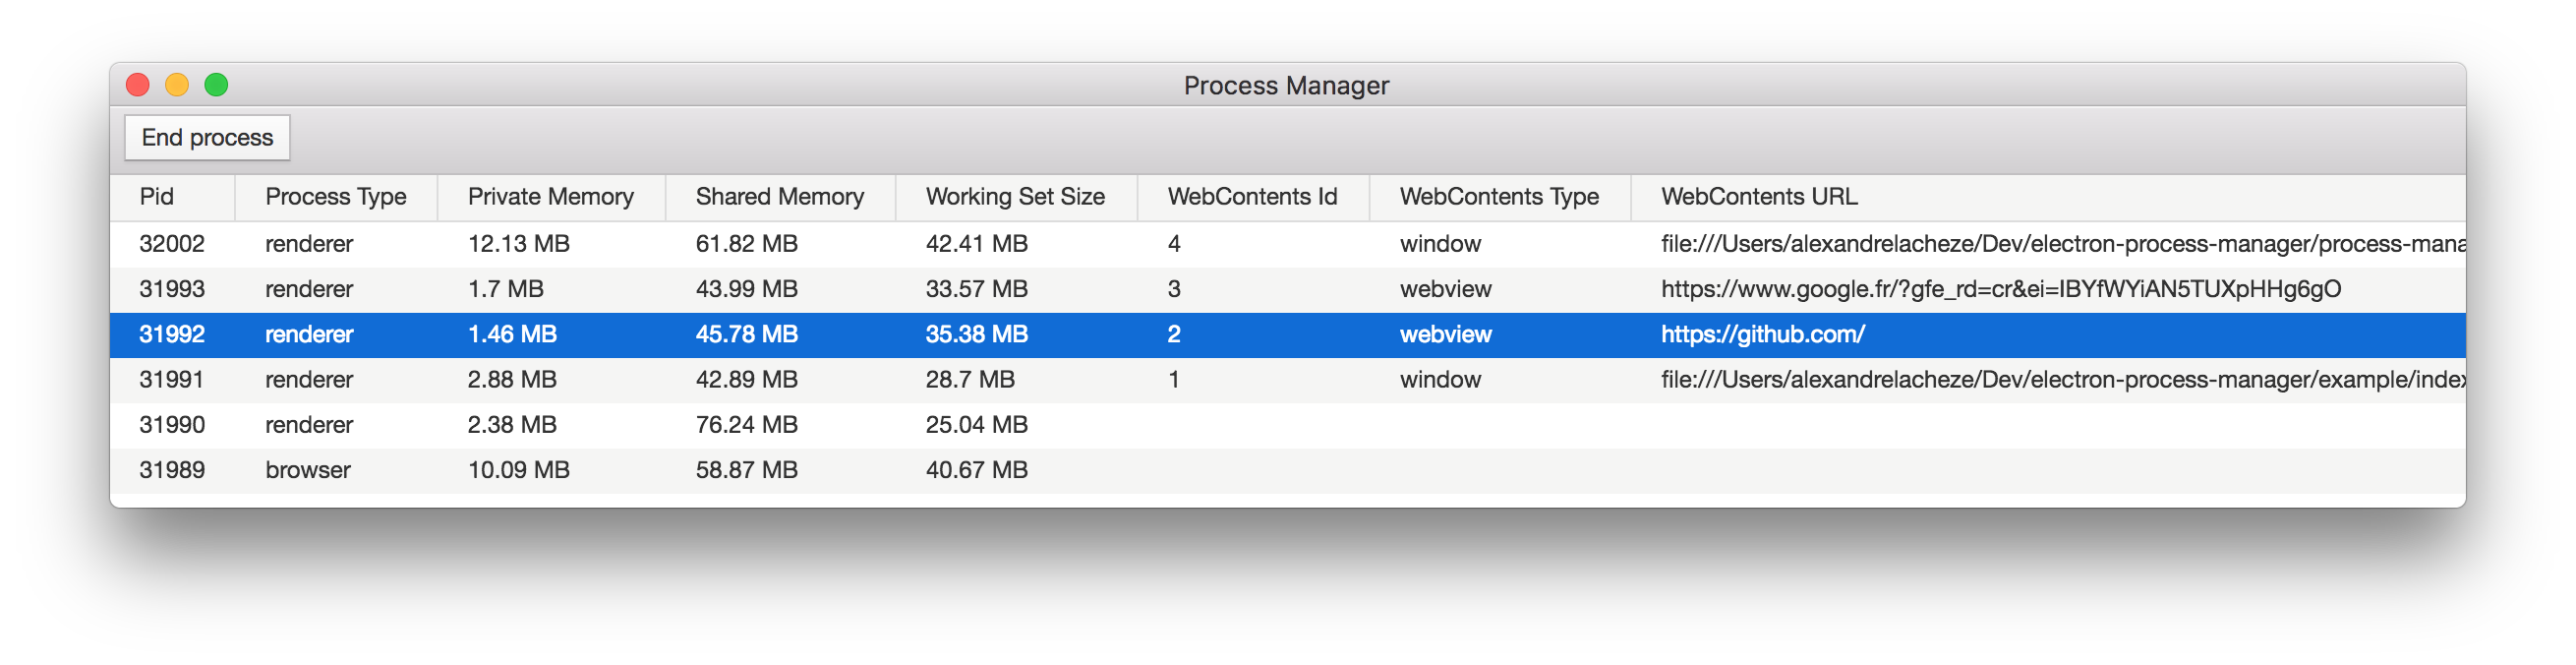 Process Manager
End process
Pid Process Type Private Memory Shared Memory Working Set Size WebContents Id WebContents Type WebContents URL
32002 renderer 12.13 MB 61.82 MB 42.41 MB 4 window file:///Users/alexandrelacheze/Dev/electron-process-manager/process-mana
31993 renderer 1.7 MB 43.99 MB 33.57 MB 3 webview https://www.google.fr/?gfe_rd=cr&ei=IBYfWYiAN5TUXpHHg6gO
31992 renderer 1.46 MB 45.78 MB 35.38 MB 2 webview https://github.com/
31991 renderer 2.88 MB 42.89 MB 28.7 MB 1 window file:///Users/alexandrelacheze/Dev/electron-process-manager/example/index
31990 renderer 2.38 MB 76.24 MB 25.04 MB
31989 browser 10.09 MB 58.87 MB 40.67 MB